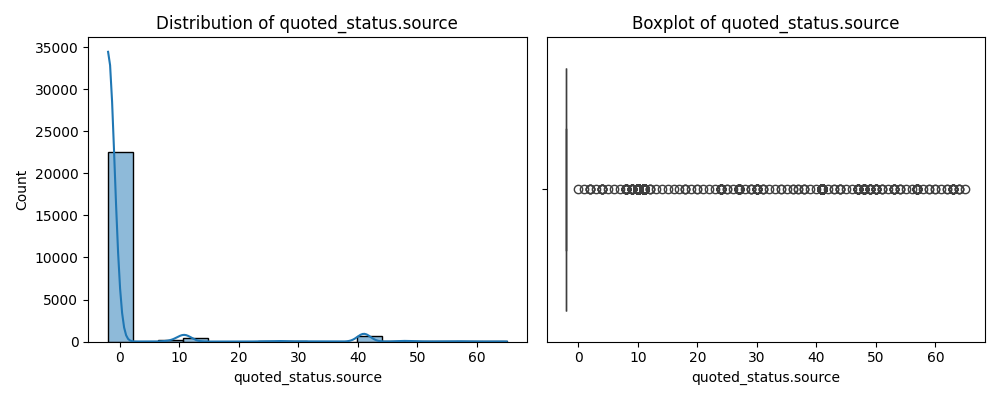 Distribution of quoted_status.source
Boxplot of quoted_status.source
35000
30000
25000
20000
15000
10000
5000
0
Count
0 10 20 30 40 50 60
quoted_status.source
0 10 20 30 40 50 60
quoted_status.source